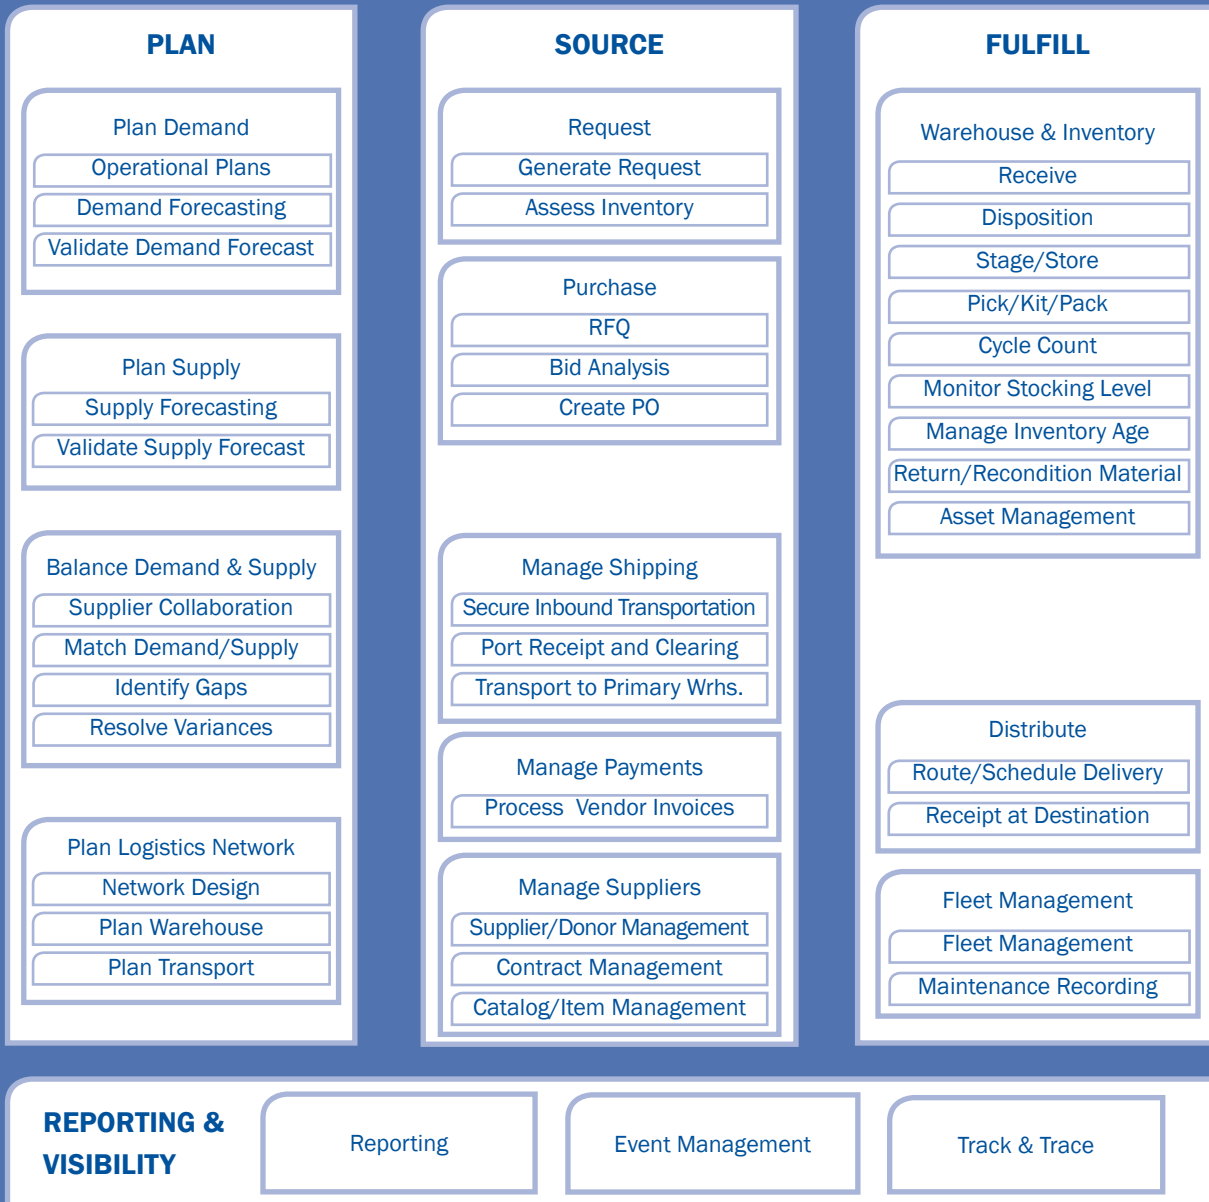 PLAN
Plan Demand
Operational Plans
Demand Forecasting
Validate Demand Forecast
Plan Supply
Supply Forecasting
Validate Supply Forecast
Balance Demand & Supply
Supplier Collaboration
Match Demand/Supply
Identify Gaps
Resolve Variances
Plan Logistics Network
Network Design
Plan Warehouse
Plan Transport
SOURCE
Request
Generate Request
Assess Inventory
Purchase
RFQ
Bid Analysis
Create PO
Manage Shipping
Secure Inbound Transportation
Port Receipt and Clearing
Transport to Primary Wrhs.
Manage Payments
Process  Vendor Invoices
Manage Suppliers
Supplier/Donor Management
Contract Management
Catalog/Item Management
FULFILL
Warehouse & Inventory
Receive
Disposition
Stage/Store
Pick/Kit/Pack
Cycle Count
Monitor Stocking Level
Manage Inventory Age
Return/Recondition Material
Asset Management
Distribute
Route/Schedule Delivery
Receipt at Destination
Fleet Management
Fleet Management
Maintenance Recording
REPORTING &
VISIBILITY
Reporting
Event Management
Track & Trace